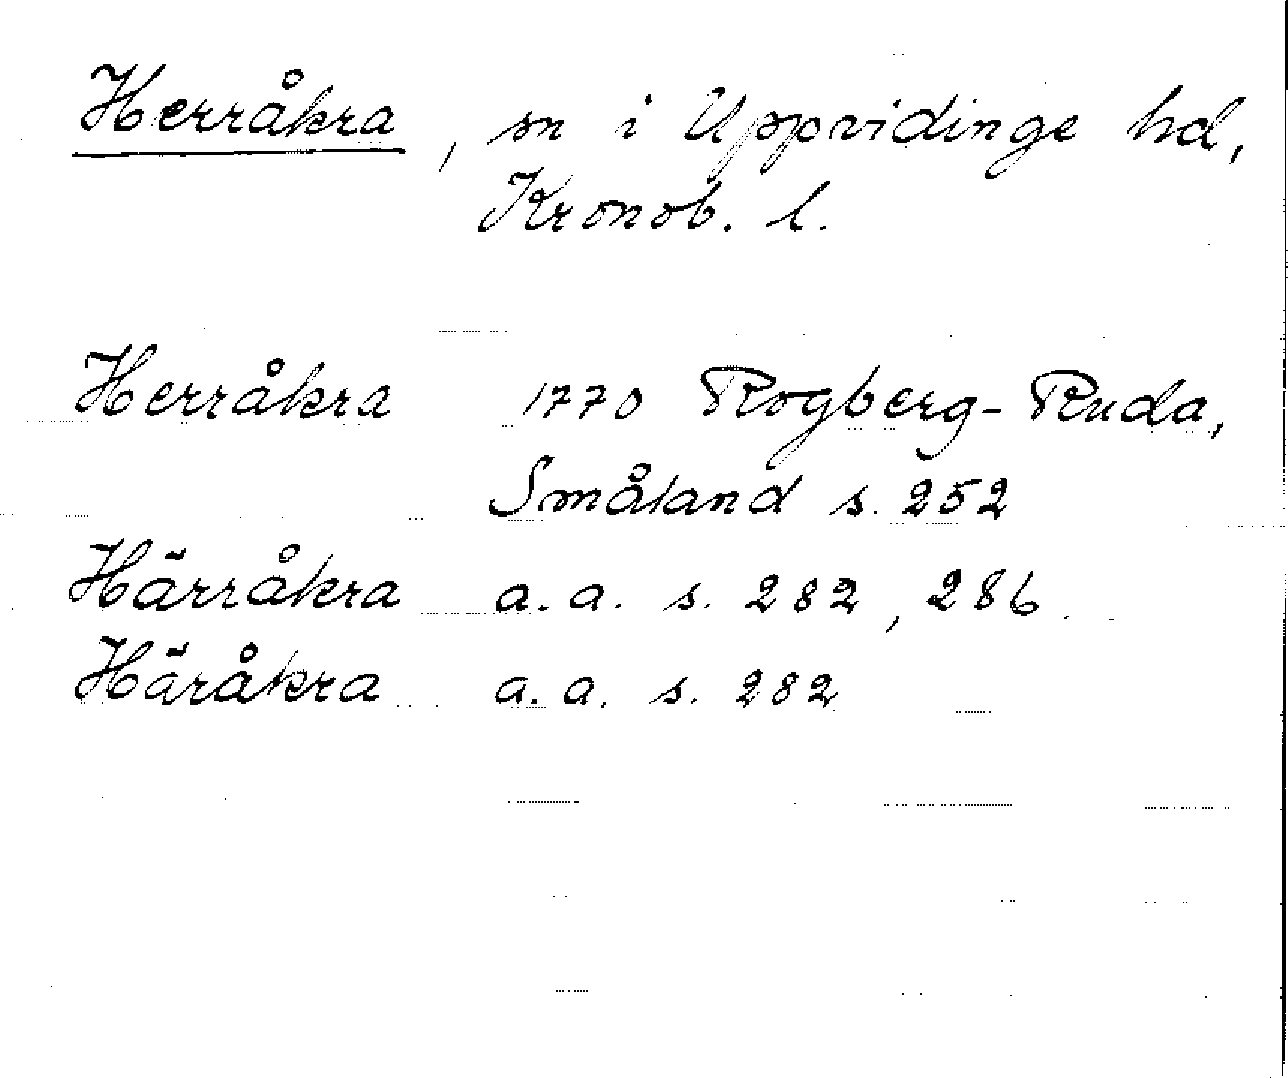 Herråkra, sn i Uppvidinge hd,
Kronob. l.
Herråkra 1770 Rogberg-Ruda,
Småland s. 252
Härråkra a.a. s. 282, 286.
Häråkra a.a. s. 282